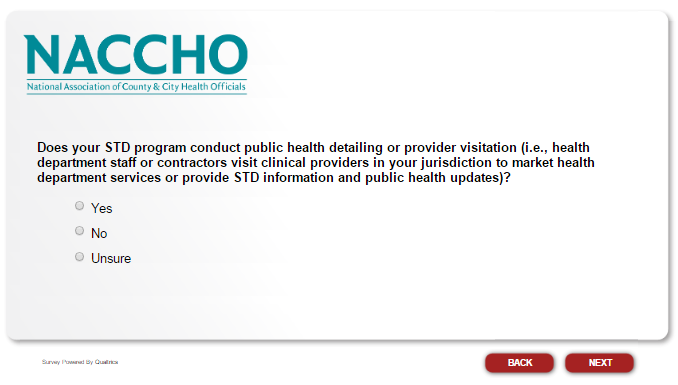 NACCHO
National Association of County & City Health Officials
Does your STD program conduct public health detailing or provider visitation (i.e., health
department staff or contractors visit clinical providers in your jurisdiction to market health
department services or provide STD information and public health updates)?
Yes
No
Unsure
Survey Powered By Qualtrics
BACK
NEXT